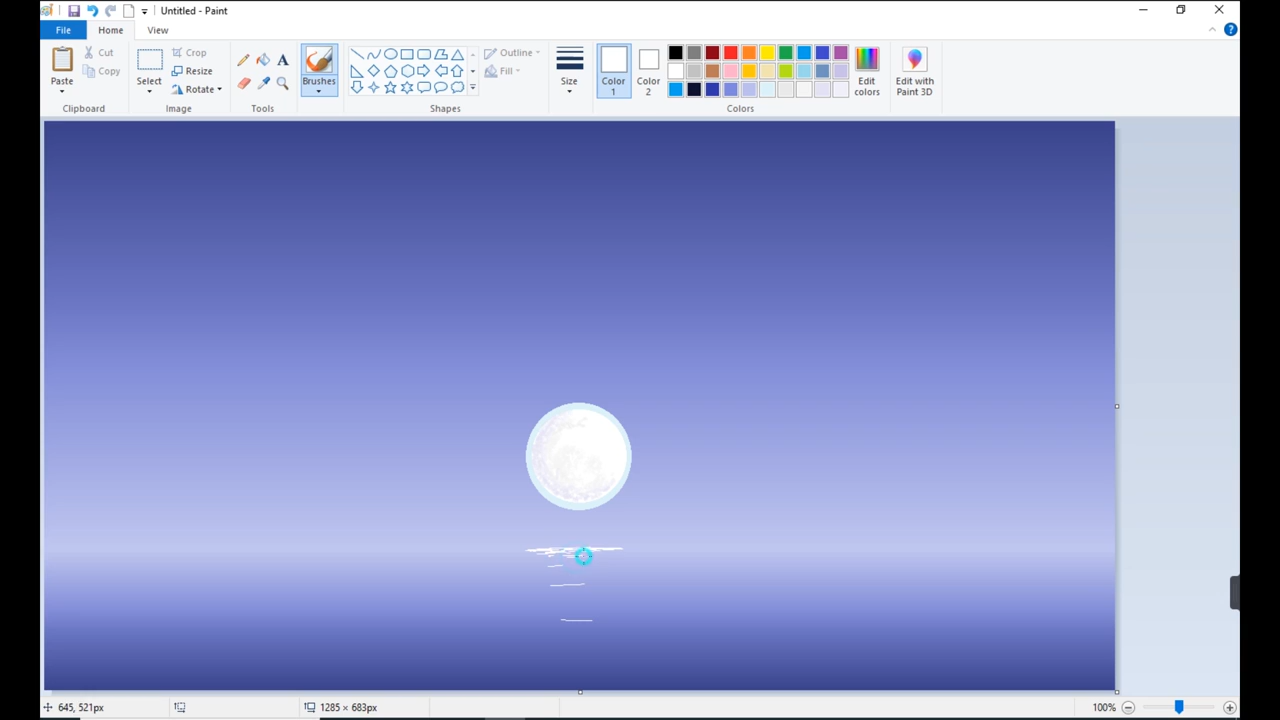 Untitled - Paint
File Home View
Paste
Cut
Copy
Clipboard
Select
Crop
Resize
Rotate
Image
Tools
Brushes
Shapes
Outline
Fill
Size
Color 1
Color 2
Edit colors
Colors
Edit with Paint 3D
645, 521px
1285 × 683px
100%